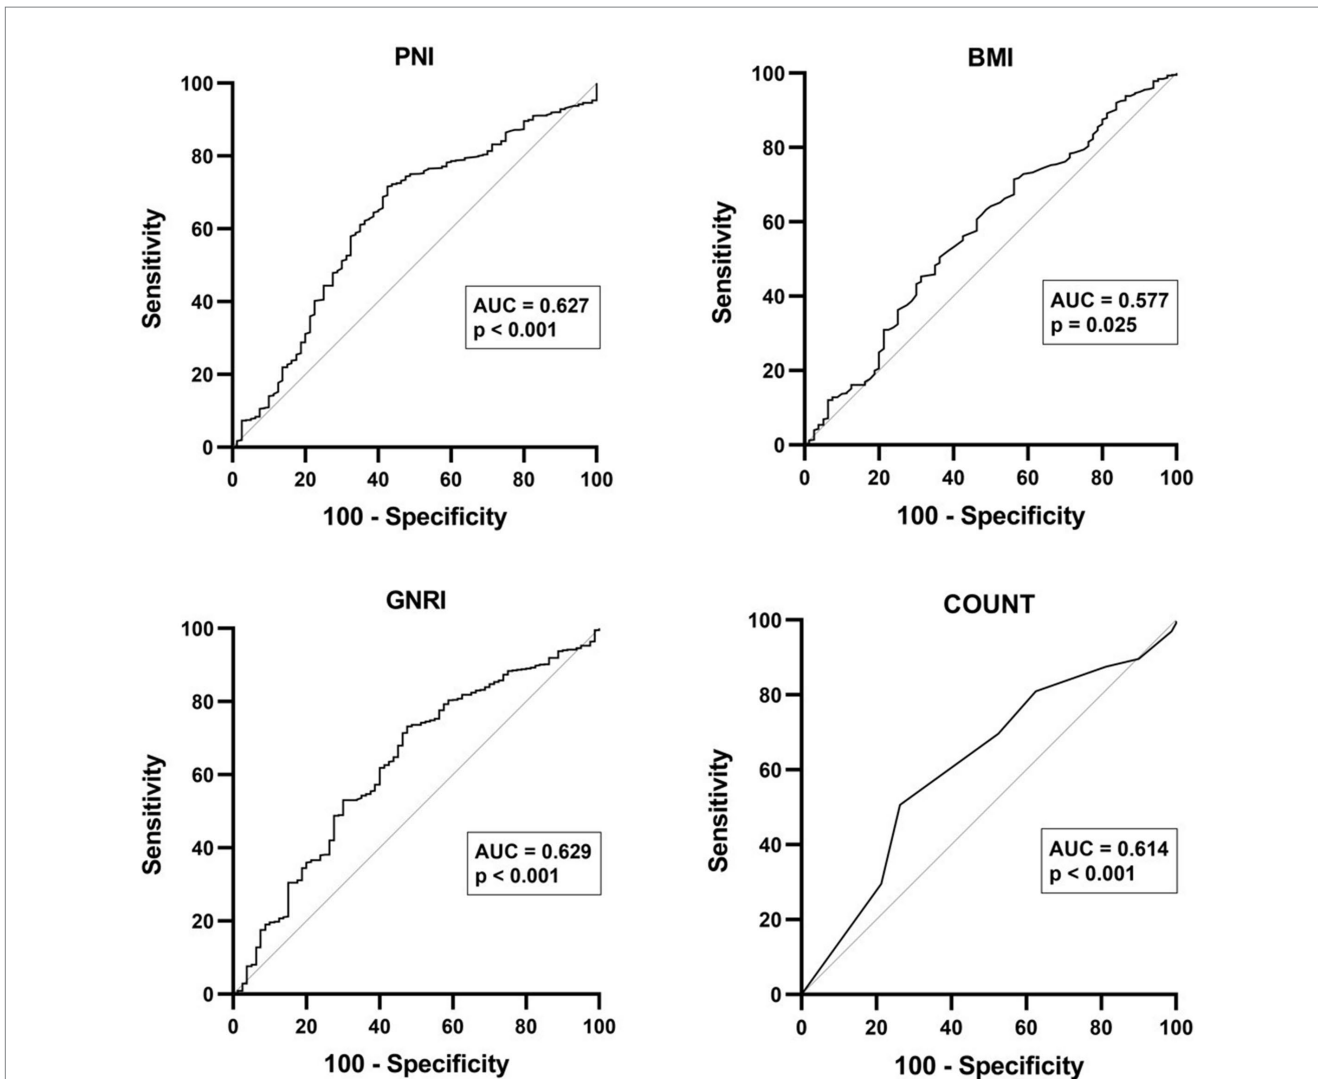 PNI
100
80
60
40
20
0
Sensitivity
AUC = 0.627
p < 0.001
0 20 40 60 80 100
100 - Specificity
BMI
100
80
60
40
20
0
Sensitivity
AUC = 0.577
p = 0.025
0 20 40 60 80 100
100 - Specificity
GNRI
100
80
60
40
20
0
Sensitivity
AUC = 0.629
p < 0.001
0 20 40 60 80 100
100 - Specificity
COUNT
100
80
60
40
20
0
Sensitivity
AUC = 0.614
p < 0.001
0 20 40 60 80 100
100 - Specificity